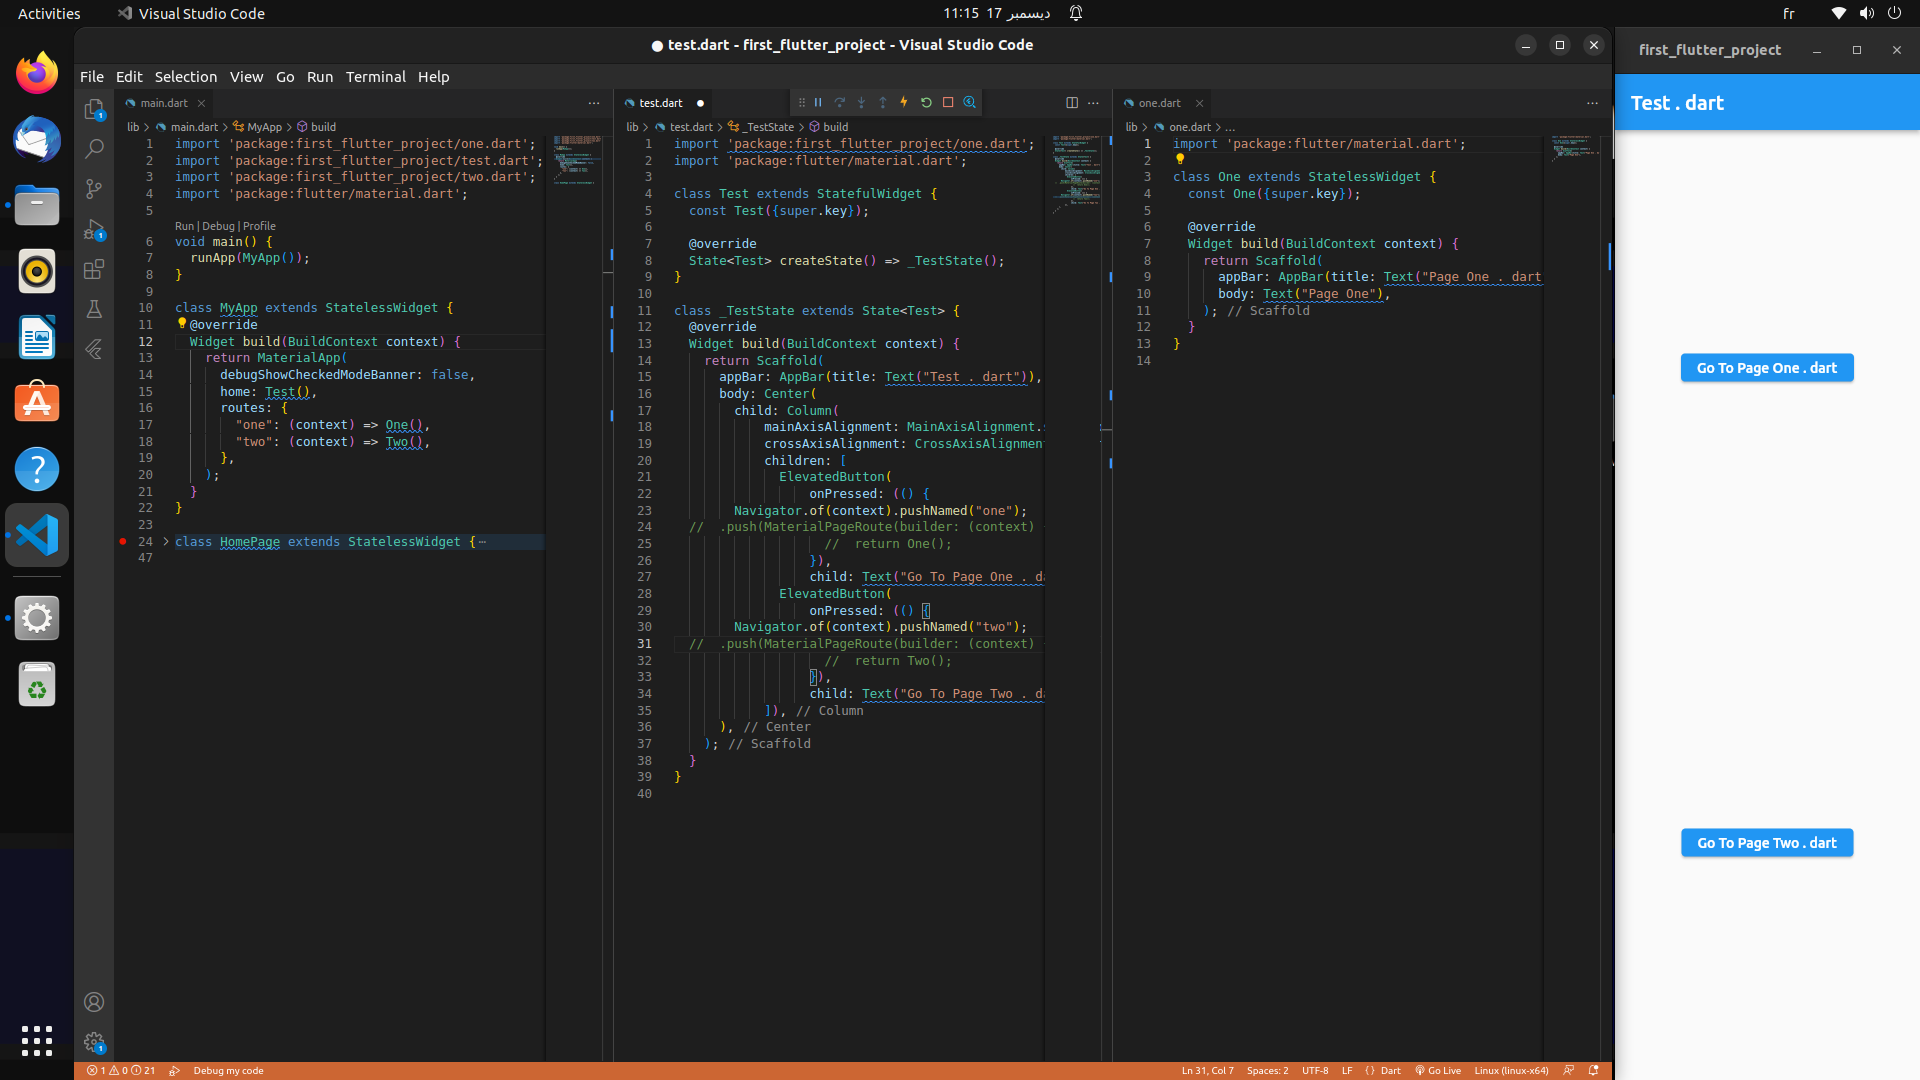 Activities
Visual Studio Code
11:15 17 ديسمبر
fr
● test.dart - first_flutter_project - Visual Studio Code
File Edit Selection View Go Run Terminal Help
main.dart
lib > main.dart > MyApp > build
1 import 'package:first_flutter_project/one.dart';
2 import 'package:first_flutter_project/test.dart';
3 import 'package:first_flutter_project/two.dart';
4 import 'package:flutter/material.dart';
5
Run | Debug | Profile
6 void main() {
7 runApp(MyApp());
8 }
9
10 class MyApp extends StatelessWidget {
11 @override
12 Widget build(BuildContext context) {
13 return MaterialApp(
14 debugShowCheckedModeBanner: false,
15 home: Test(),
16 routes: {
17 "one": (context) => One(),
18 "two": (context) => Two(),
19 },
20 );
21 }
22 }
23
24 class HomePage extends StatelessWidget {…
47
test.dart
lib > test.dart > _TestState > build
1 import 'package:first_flutter_project/one.dart';
2 import 'package:flutter/material.dart';
3
4 class Test extends StatefulWidget {
5 const Test({super.key});
6
7 @override
8 State<Test> createState() => _TestState();
9 }
10
11 class _TestState extends State<Test> {
12 @override
13 Widget build(BuildContext context) {
14 return Scaffold(
15 appBar: AppBar(title: Text("Test . dart")),
16 body: Center(
17 child: Column(
18 mainAxisAlignment: MainAxisAlignment.
19 crossAxisAlignment: CrossAxisAlignment
20 children: [
21 ElevatedButton(
22 onPressed: (() {
23 Navigator.of(context).pushNamed("one");
24 // .push(MaterialPageRoute(builder: (context)
25 // return One();
26 }),
27 child: Text("Go To Page One . da
28 ElevatedButton(
29 onPressed: (() {
30 Navigator.of(context).pushNamed("two");
31 // .push(MaterialPageRoute(builder: (context)
32 // return Two();
33 }),
34 child: Text("Go To Page Two . da
35 ]), // Column
36 ), // Center
37 ); // Scaffold
38 }
39 }
40
one.dart
lib > one.dart > ...
1 import 'package:flutter/material.dart';
2
3 class One extends StatelessWidget {
4 const One({super.key});
5
6 @override
7 Widget build(BuildContext context) {
8 return Scaffold(
9 appBar: AppBar(title: Text("Page One . dart
10 body: Text("Page One"),
11 ); // Scaffold
12 }
13 }
14
first_flutter_project
Test . dart
Go To Page One . dart
Go To Page Two . dart
1 0 21 Debug my code
Ln 31, Col 7 Spaces: 2 UTF-8 LF { } Dart Go Live Linux (linux-x64)